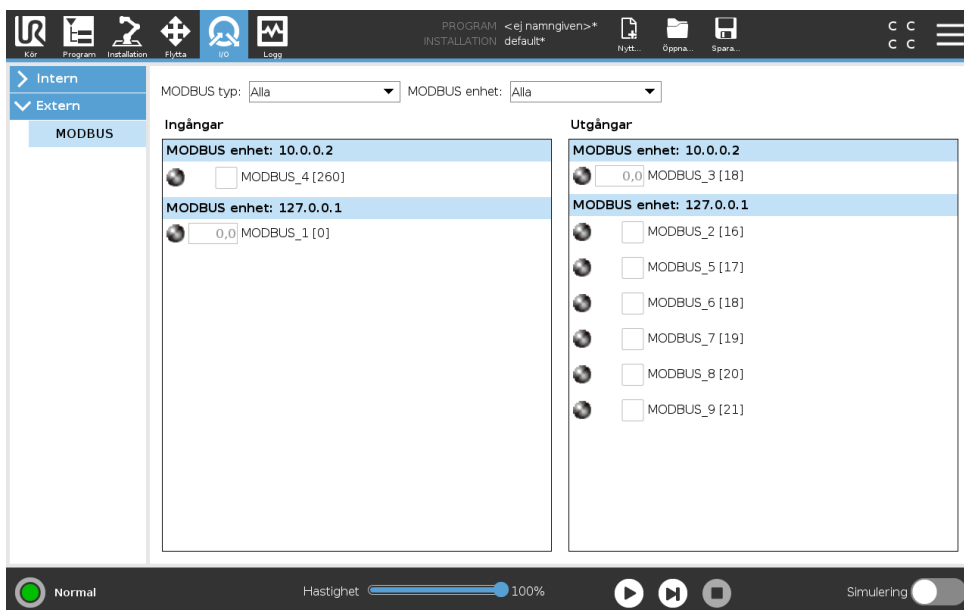 UR
PROGRAM <ej namngiven>*
INSTALLATION default*
C C
C C
Kör Program Installation Flytta I/O Logg Nytt... Öppna... Spara...
Intern
Extern
MODBUS
MODBUS typ: Alla MODBUS enhet: Alla
Ingångar
MODBUS enhet: 10.0.0.2
MODBUS_4 [260]
MODBUS enhet: 127.0.0.1
0,0 MODBUS_1 [0]
Utgångar
MODBUS enhet: 10.0.0.2
0,0 MODBUS_3 [18]
MODBUS enhet: 127.0.0.1
MODBUS_2 [16]
MODBUS_5 [17]
MODBUS_6 [18]
MODBUS_7 [19]
MODBUS_8 [20]
MODBUS_9 [21]
Normal Hastighet 100% Simulering